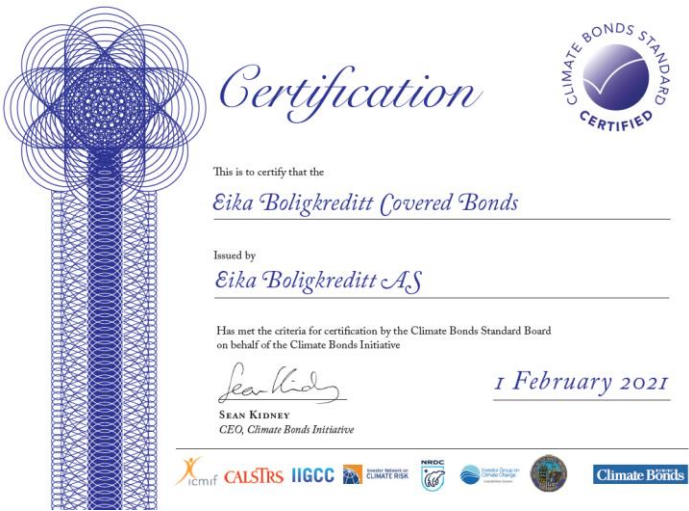 Certification
CLIMATE BONDS STANDARD
CERTIFIED
This is to certify that the
Eika Boligkreditt Covered Bonds
Issued by
Eika Boligkreditt AS
Has met the criteria for certification by the Climate Bonds Standard Board
on behalf of the Climate Bonds Initiative
Sean Kidney
1 February 2021
SEAN KIDNEY
CEO, Climate Bonds Initiative
icmif CALSTRS IIGCC Investor Network on CLIMATE RISK NRDC Investor Group on Climate Change Climate Bonds